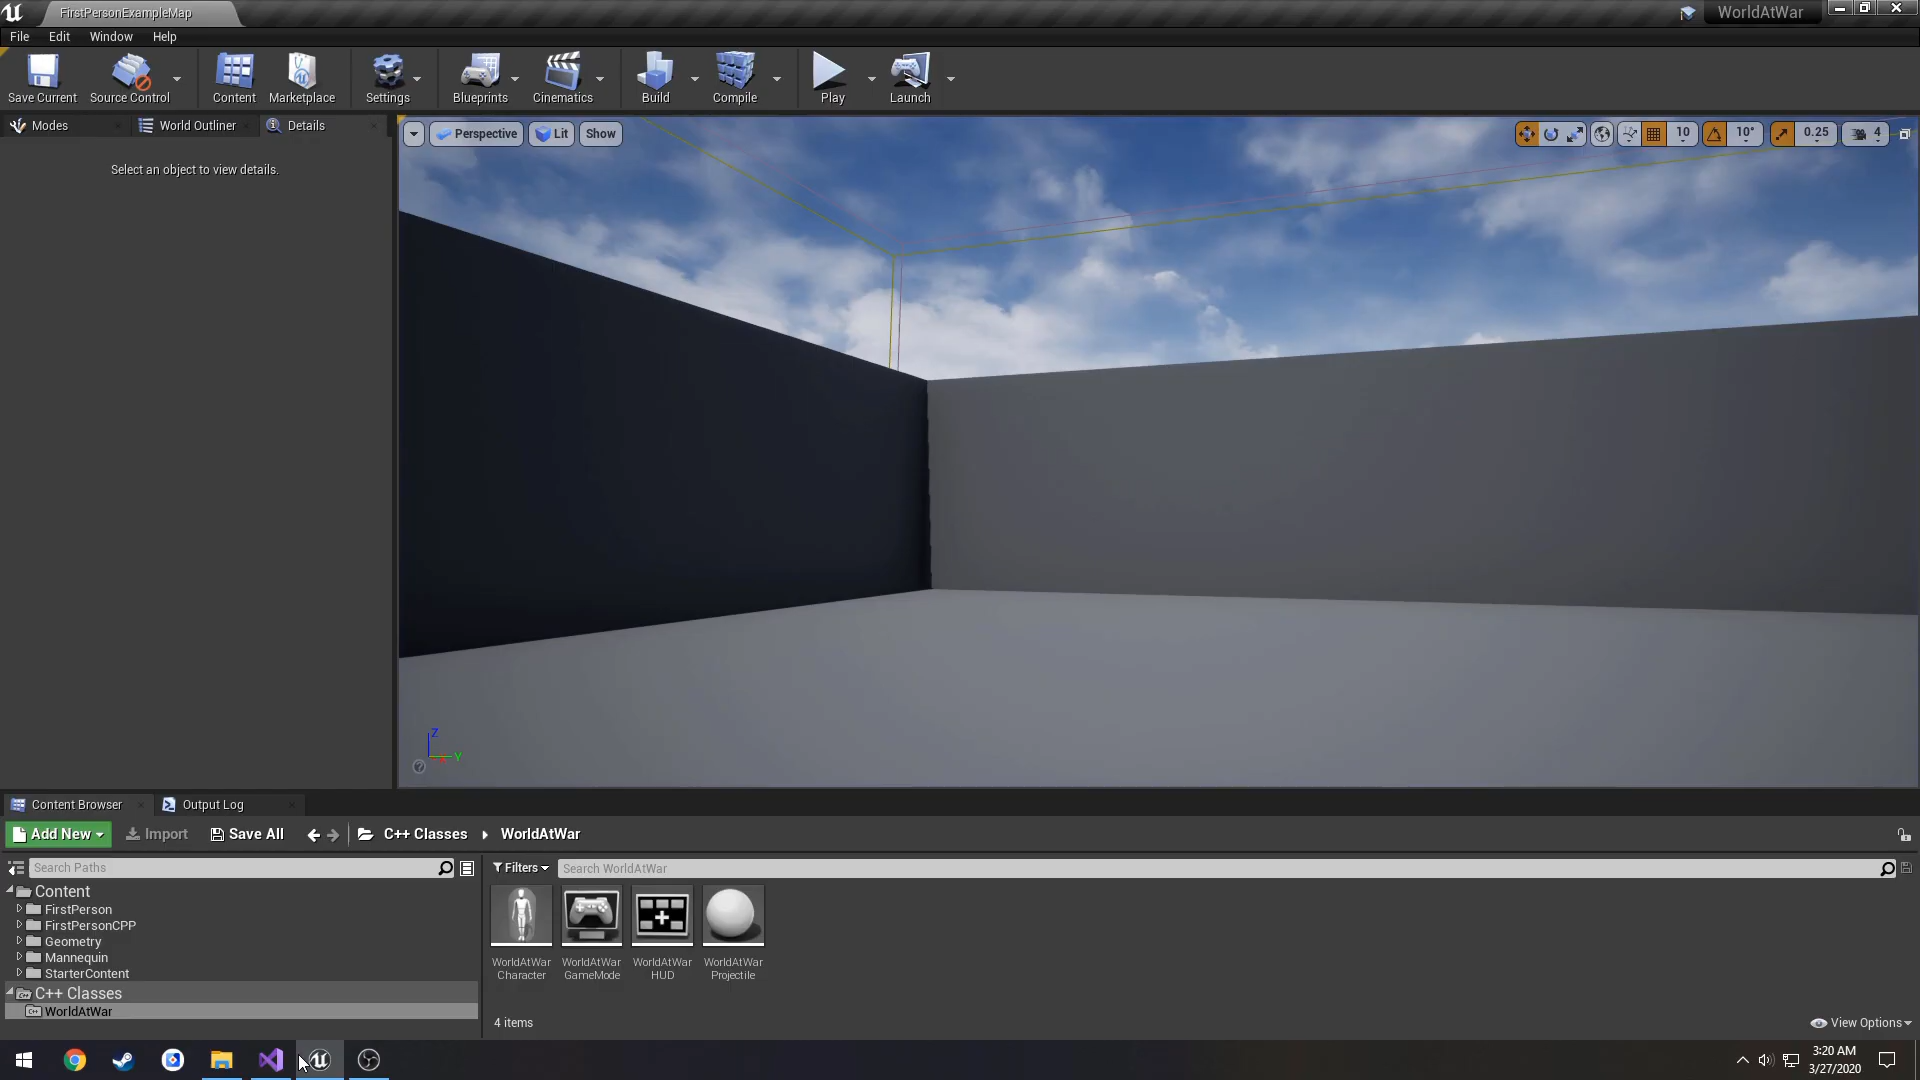 FirstPersonExampleMap
WorldAtWar
File Edit Window Help
Save Current Source Control Content Marketplace Settings Blueprints Cinematics Build Compile Play Launch
Modes World Outliner Details
Select an object to view details.
Perspective Lit Show
10 10° 0.25 4
Z
Y
Content Browser Output Log
Add New Import Save All C++ Classes WorldAtWar
Search Paths
Filters Search WorldAtWar
Content
FirstPerson
FirstPersonCPP
Geometry
Mannequin
StarterContent
C++ Classes
WorldAtWar
WorldAtWar Character
WorldAtWar GameMode
WorldAtWar HUD
WorldAtWar Projectile
4 items
View Options
3:20 AM
3/27/2020